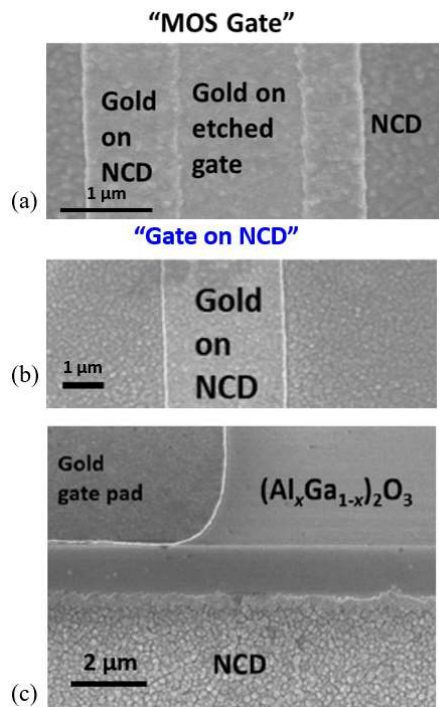 “MOS Gate”
Gold
on
NCD
Gold on
etched
gate
NCD
1 μm
(a)
“Gate on NCD”
Gold
on
NCD
1 μm
(b)
Gold
gate pad
(AlₓGa₁₋ₓ)₂O₃
2 μm
NCD
(c)